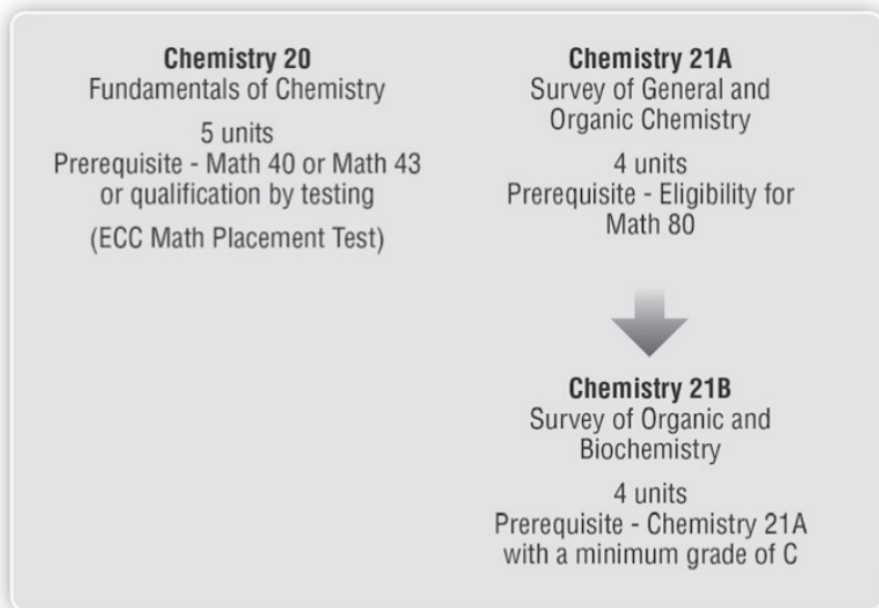 Chemistry 20
Fundamentals of Chemistry
5 units
Prerequisite - Math 40 or Math 43
or qualification by testing
(ECC Math Placement Test)
Chemistry 21A
Survey of General and
Organic Chemistry
4 units
Prerequisite - Eligibility for
Math 80
Chemistry 21B
Survey of Organic and
Biochemistry
4 units
Prerequisite - Chemistry 21A
with a minimum grade of C